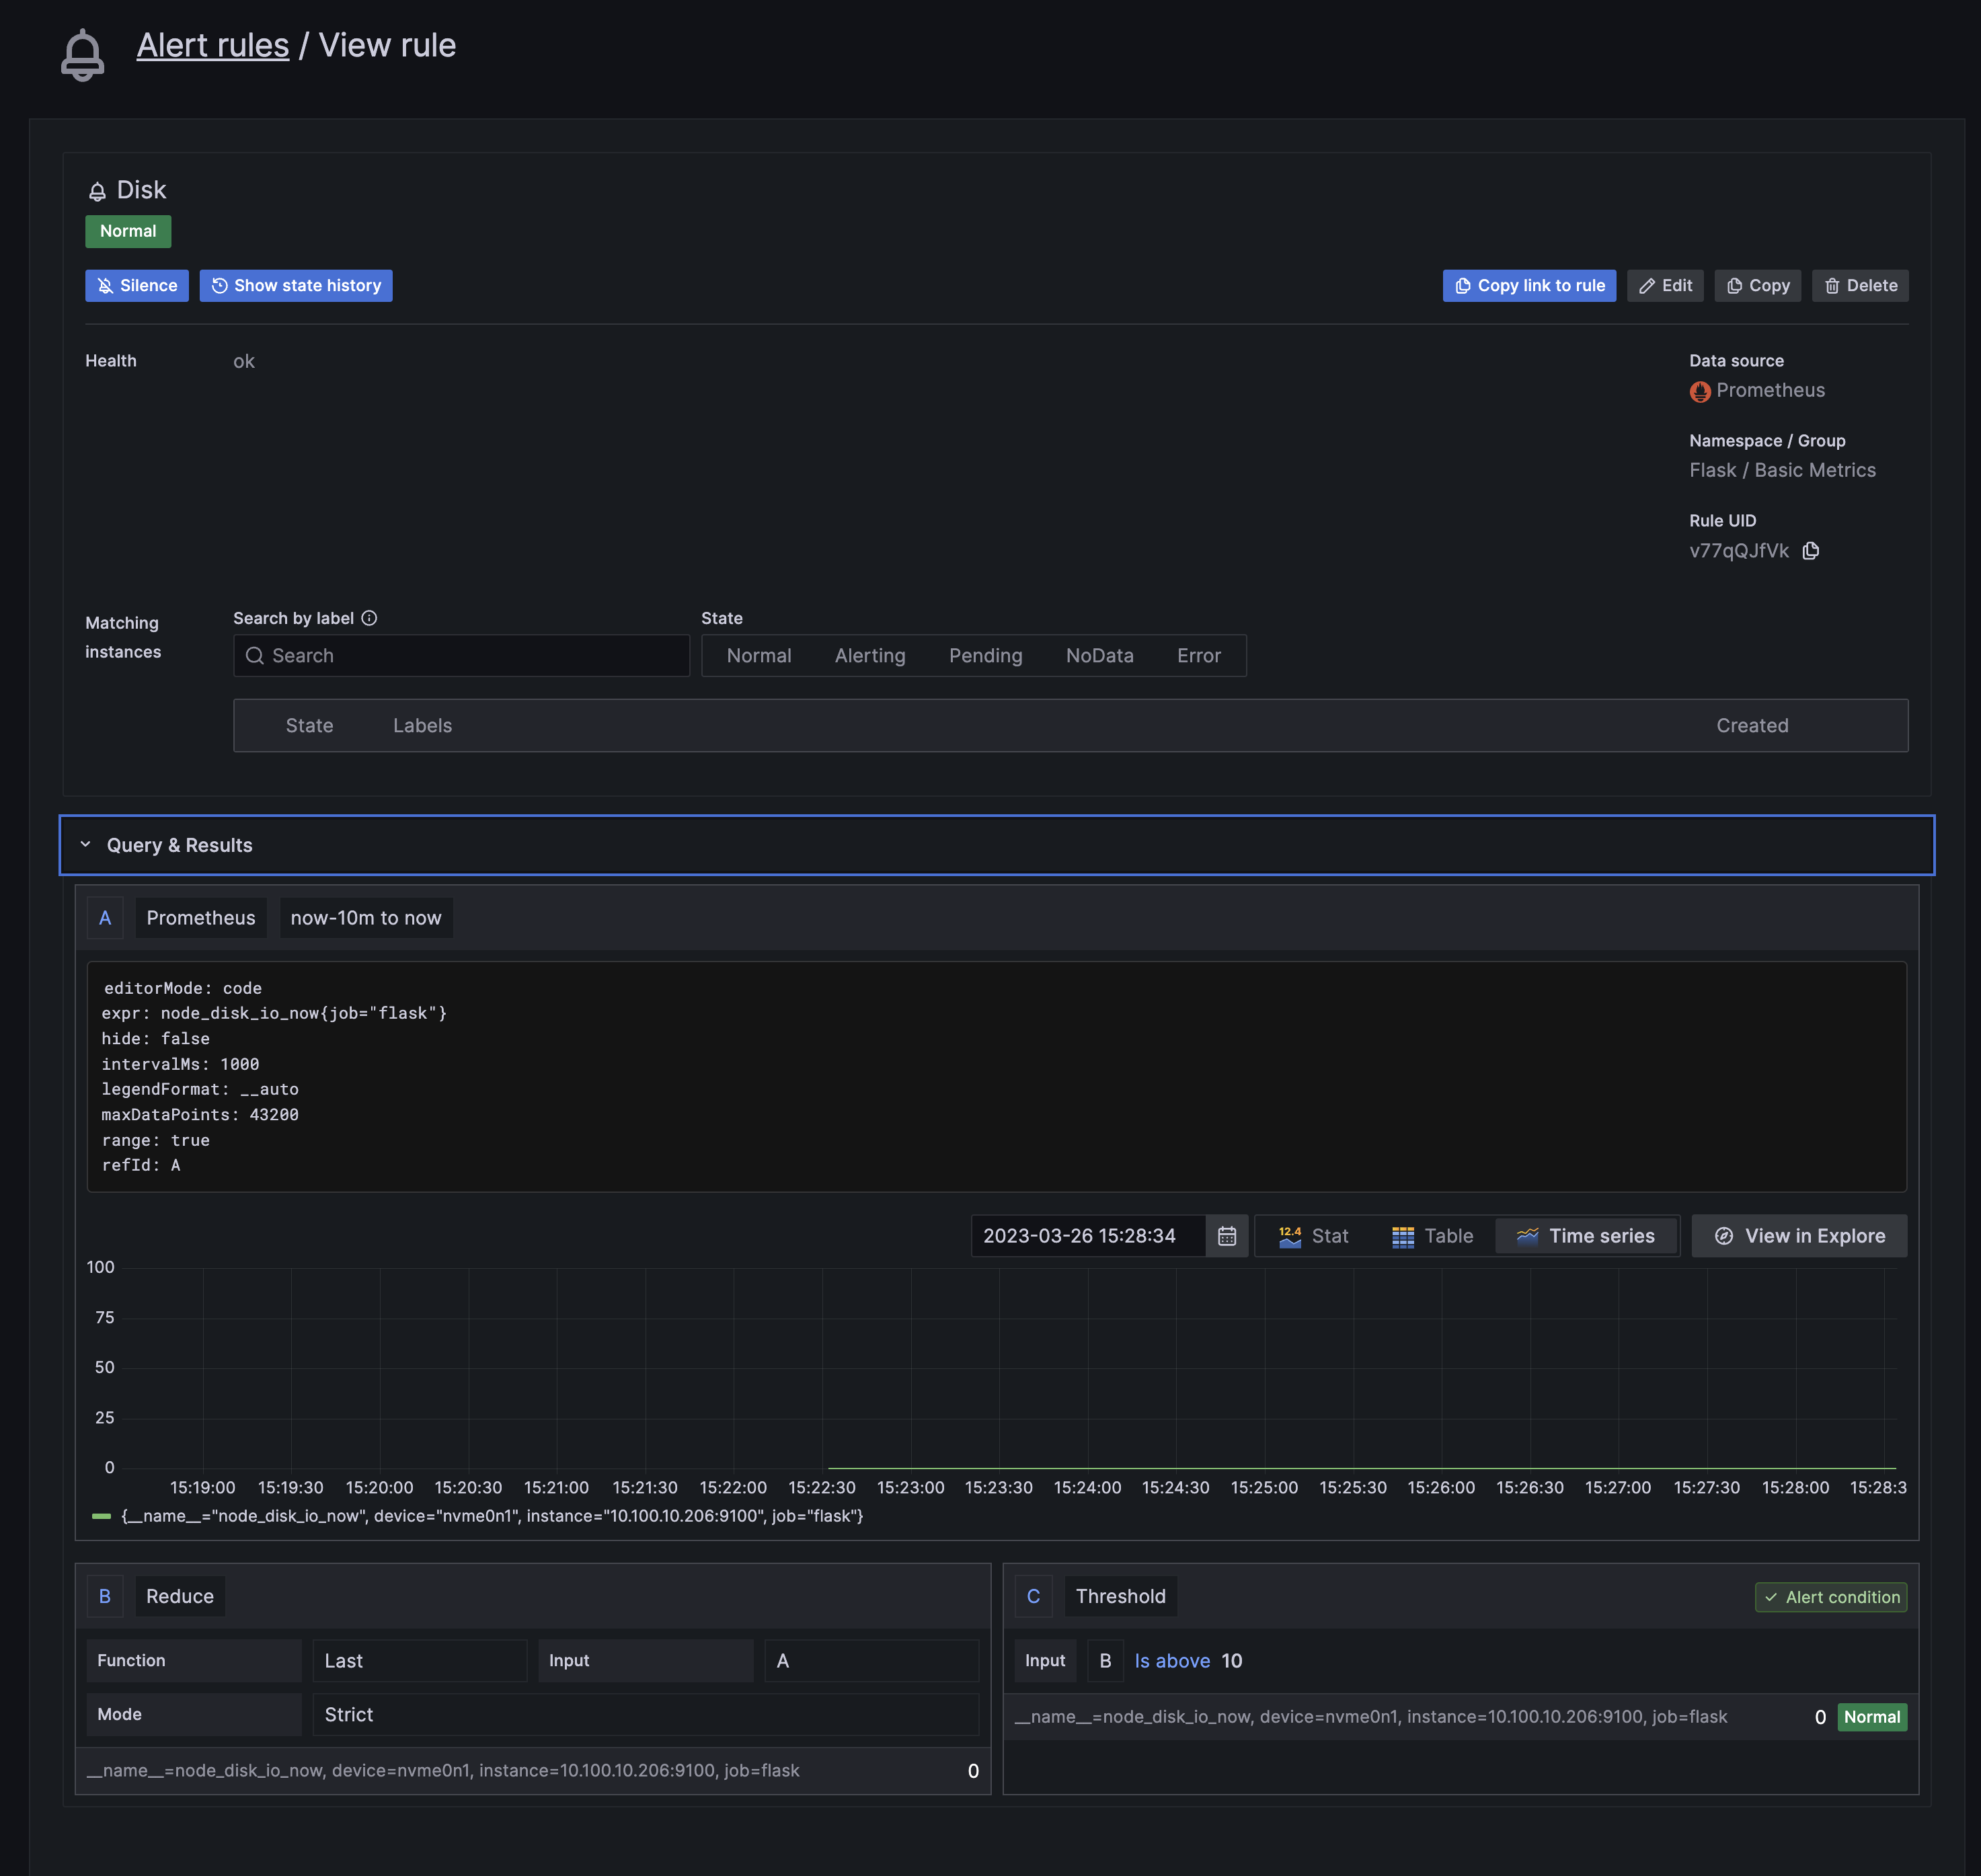 Alert rules / View rule
Disk
Normal
Silence Show state history Copy link to rule Edit Copy Delete
Health ok
Data source
Prometheus
Namespace / Group
Flask / Basic Metrics
Rule UID
v77qQJfVk
Matching instances
Search by label State
Search Normal Alerting Pending NoData Error
State Labels Created
Query & Results
A Prometheus now-10m to now
editorMode: code
expr: node_disk_io_now{job="flask"}
hide: false
intervalMs: 1000
legendFormat: __auto
maxDataPoints: 43200
range: true
refId: A
2023-03-26 15:28:34 12.4 Stat Table Time series View in Explore
100
75
50
25
0
15:19:00 15:19:30 15:20:00 15:20:30 15:21:00 15:21:30 15:22:00 15:22:30 15:23:00 15:23:30 15:24:00 15:24:30 15:25:00 15:25:30 15:26:00 15:26:30 15:27:00 15:27:30 15:28:00 15:28:3
{__name__="node_disk_io_now", device="nvme0n1", instance="10.100.10.206:9100", job="flask"}
B Reduce
Function Last Input A
Mode Strict
__name__=node_disk_io_now, device=nvme0n1, instance=10.100.10.206:9100, job=flask 0
C Threshold Alert condition
Input B Is above 10
__name__=node_disk_io_now, device=nvme0n1, instance=10.100.10.206:9100, job=flask 0 Normal